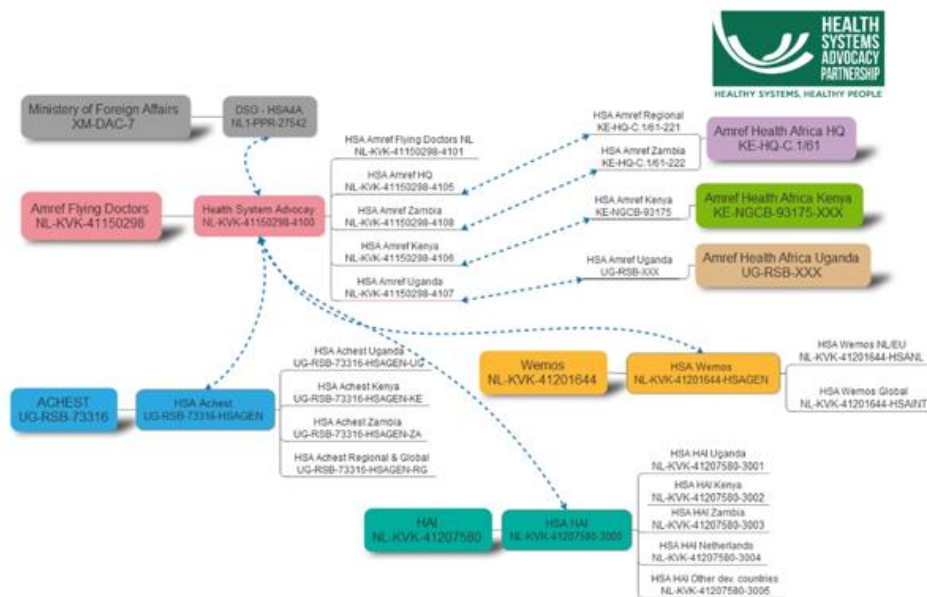 HEALTH
SYSTEMS
ADVOCACY
PARTNERSHIP
HEALTHY SYSTEMS, HEALTHY PEOPLE
Ministry of Foreign Affairs
XM-DAC-7
DSO - HSA4A
NL1-PPR-27542
Amref Flying Doctors
NL-KVK-41150298
Health System Advocay
NL-KVK-41150298-4100
HSA Amref Flying Doctors NL
NL-KVK-41150298-4101
HSA Amref HQ
NL-KVK-41150298-4105
HSA Amref Zambia
NL-KVK-41150298-4108
HSA Amref Kenya
NL-KVK-41150298-4106
HSA Amref Uganda
NL-KVK-41150298-4107
HSA Amref Regional
KE-HQ-C.1/61-221
HSA Amref Zambia
KE-HQ-C.1/61-222
HSA Amref Kenya
KE-NGCB-93175
HSA Amref Uganda
UG-RSB-XXX
Amref Health Africa HQ
KE-HQ-C.1/61
Amref Health Africa Kenya
KE-NGCB-93175-XXX
Amref Health Africa Uganda
UG-RSB-XXX
ACHEST
UG-RSB-73316
HSA Achest
UG-RSB-73316-HSAGEN
HSA Achest Uganda
UG-RSB-73316-HSAGEN-UG
HSA Achest Kenya
UG-RSB-73316-HSAGEN-KE
HSA Achest Zambia
UG-RSB-73316-HSAGEN-ZA
HSA Achest Regional & Global
UG-RSB-73316-HSAGEN-RG
Wemos
NL-KVK-41201644
HSA Wemos
NL-KVK-41201644-HSAGEN
HSA Wemos NL/EU
NL-KVK-41201644-HSANL
HSA Wemos Global
NL-KVK-41201644-HSAINT
HAI
NL-KVK-41207580
HSA HAI
NL-KVK-41207580-3000
HSA HAI Uganda
NL-KVK-41207580-3001
HSA HAI Kenya
NL-KVK-41207580-3002
HSA HAI Zambia
NL-KVK-41207580-3003
HSA HAI Netherlands
NL-KVK-41207580-3004
HSA HAI Other dev. countries
NL-KVK-41207580-3005